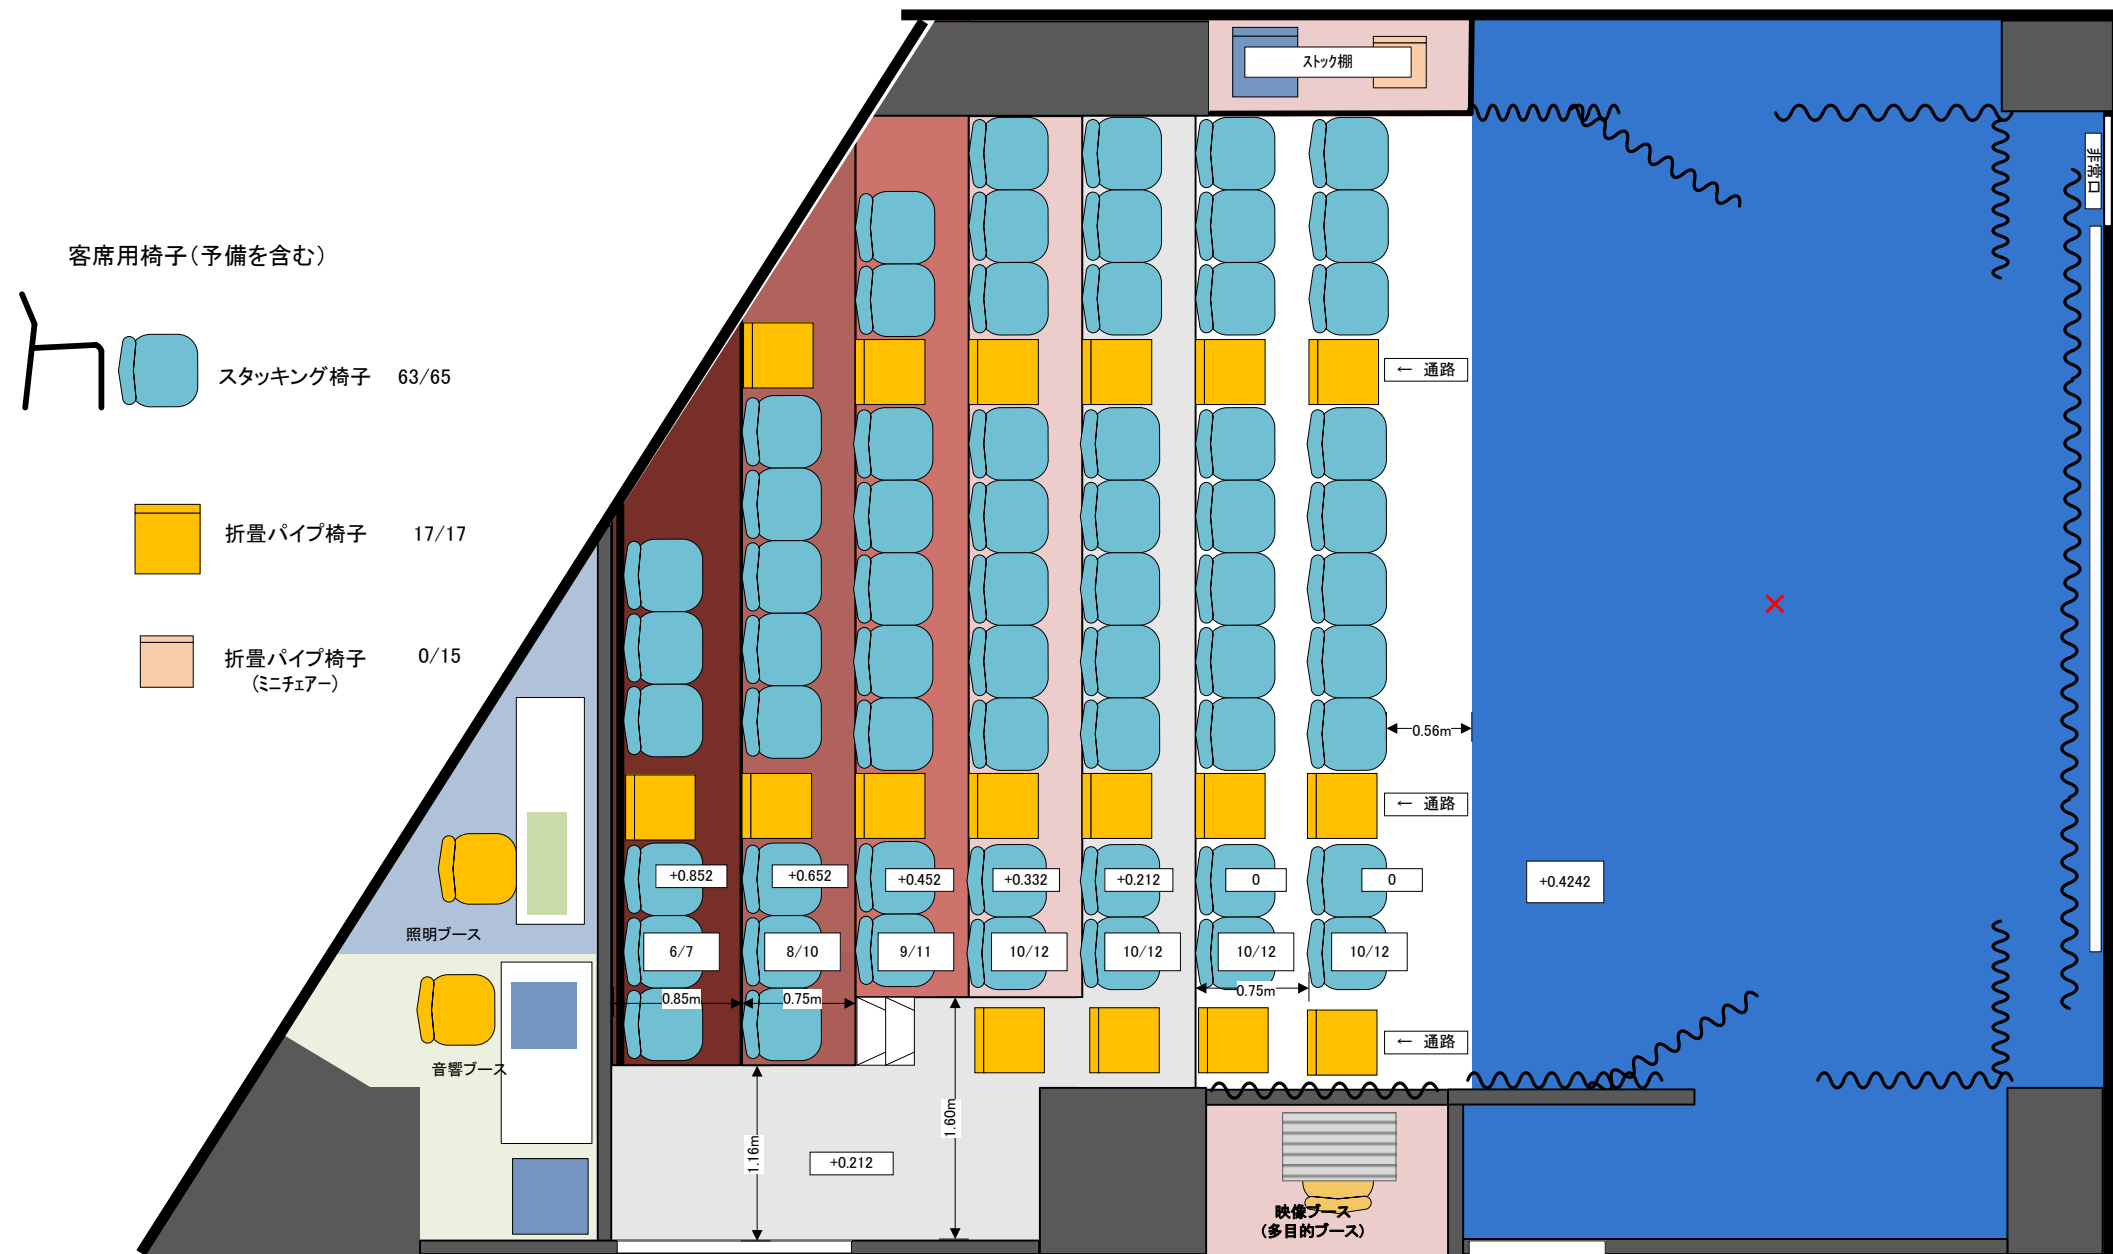 ストック棚
非常口
客席用椅子(予備を含む)
スタッキング椅子 63/65
← 通路
折畳パイプ椅子 17/17
折畳パイプ椅子 0/15
(ミニチェアー)
0.56m
← 通路
+0.852
+0.652
+0.452
+0.332
+0.212
0
0
+0.4242
照明ブース
6/7
8/10
9/11
10/12
10/12
10/12
10/12
0.85m
0.75m
0.75m
← 通路
音響ブース
1.16m
1.60m
+0.212
映像ブース
(多目的ブース)